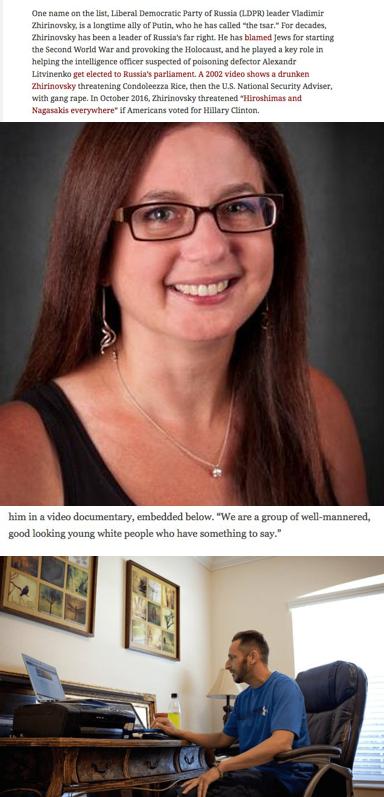 One name on the list, Liberal Democratic Party of Russia (LDPR) leader Vladimir
Zhirinovsky, is a longtime ally of Putin, who he has called “the tsar.” For decades,
Zhirinovsky has been a leader of Russia’s far right. He has blamed Jews for starting
the Second World War and provoking the Holocaust, and he played a key role in
helping the intelligence officer suspected of poisoning defector Alexandr
Litvinenko get elected to Russia’s parliament. A 2002 video shows a drunken
Zhirinovsky threatening Condoleezza Rice, then the U.S. National Security Adviser,
with gang rape. In October 2016, Zhirinovsky threatened “Hiroshimas and
Nagasakis everywhere” if Americans voted for Hillary Clinton.
him in a video documentary, embedded below. “We are a group of well-mannered,
good looking young white people who have something to say.”